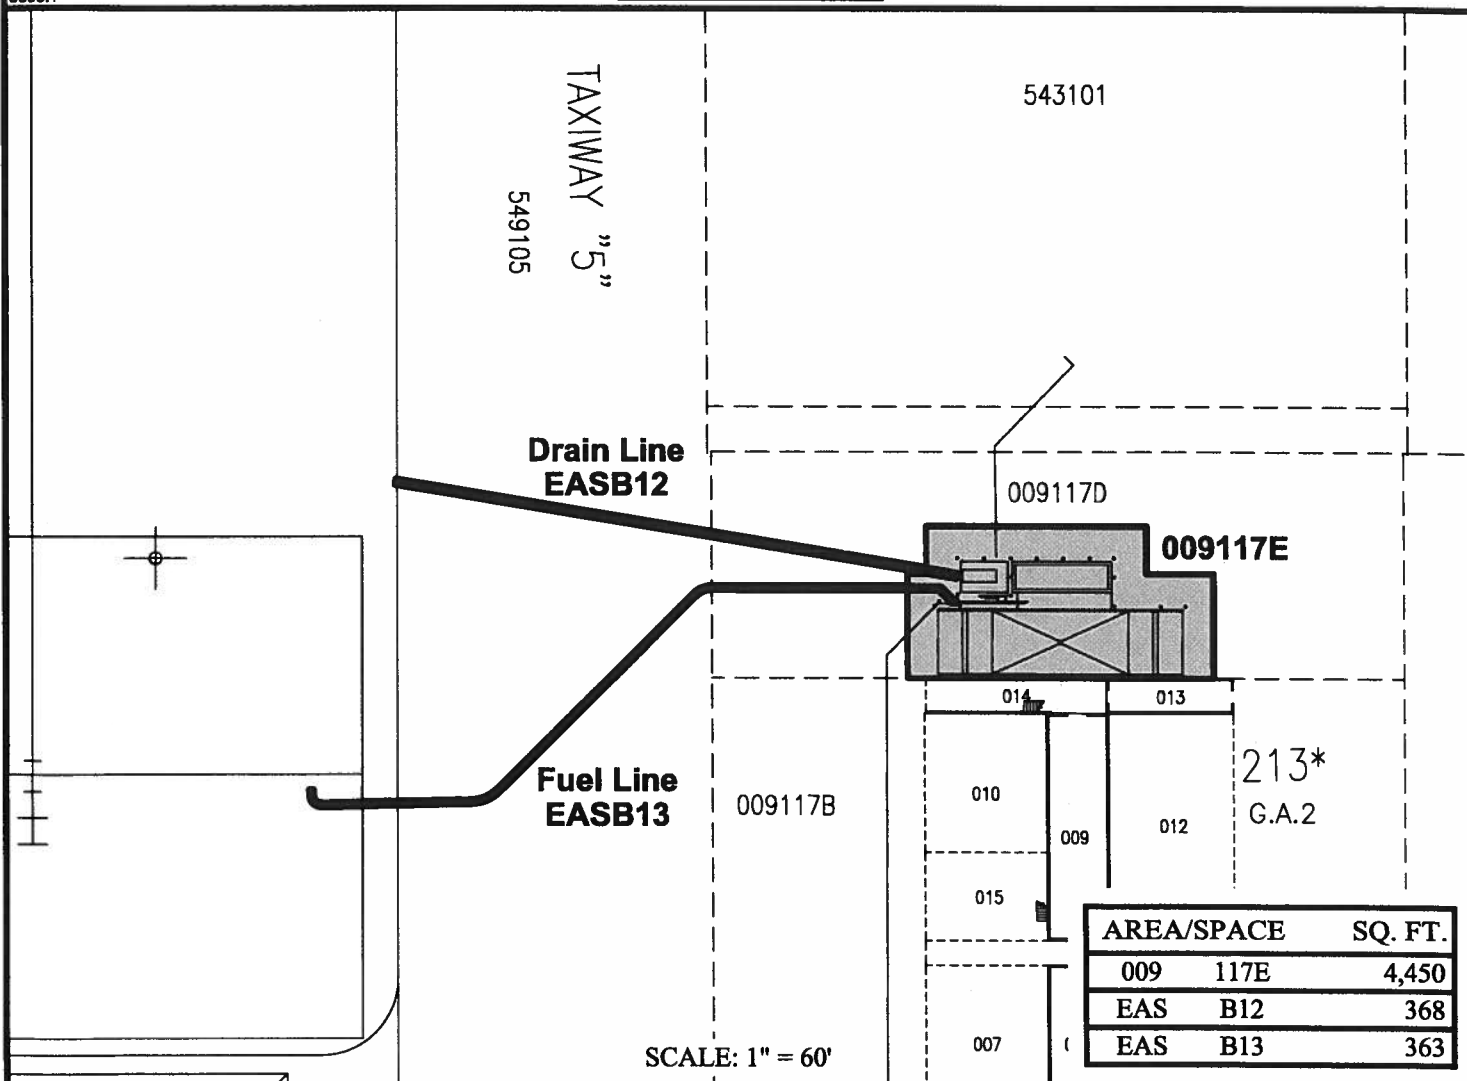 543101
TAXIWAY "5"
549105
Drain Line
EASB12
009117D
009117E
014
013
Fuel Line
EASB13
009117B
213*
G.A.2
010
009
012
015
007
AREA/SPACE SQ. FT.
009 117E 4,450
EAS B12 368
EAS B13 363
SCALE: 1" = 60'